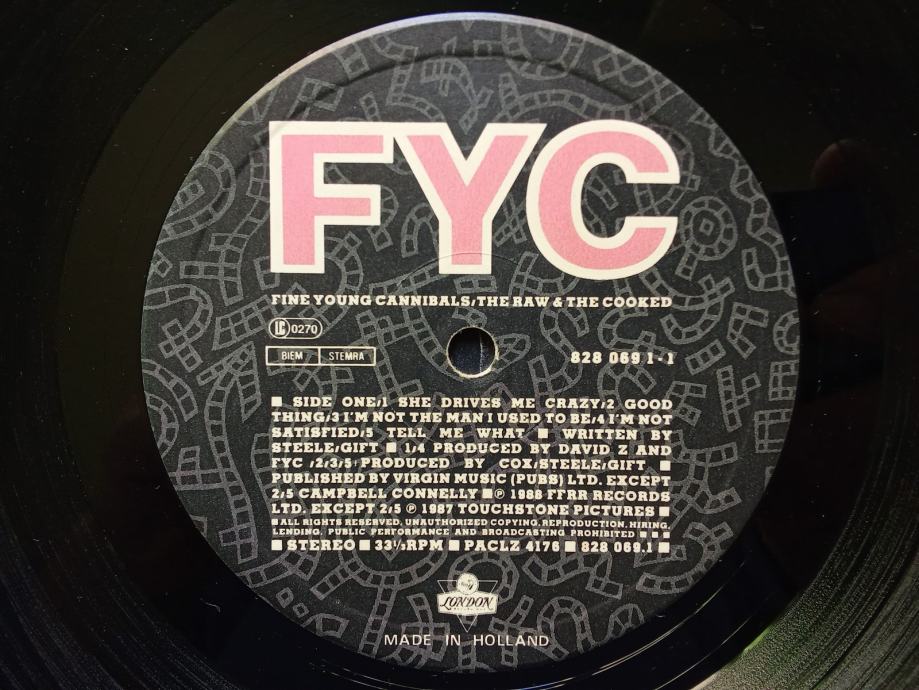 FYC
FINE YOUNG CANNIBALS/THE RAW & THE COOKED
LC 0270
BIEM STEMRA
828 069.1-1
■ SIDE ONE/1 SHE DRIVES ME CRAZY/2 GOOD
THING/3 I'M NOT THE MAN I USED TO BE/4 I'M NOT
SATISFIED/5 TELL ME WHAT ■ WRITTEN BY
STEELE/GIFT ■ 1/4 PRODUCED BY DAVID Z AND
FYC /2/3/5/PRODUCED BY COX/STEELE/GIFT ■
PUBLISHED BY VIRGIN MUSIC (PUBS) LTD. EXCEPT
2/5 CAMPBELL CONNELLY ■ ℗ 1988 FFRR RECORDS
LTD. EXCEPT 2/5 ℗ 1987 TOUCHSTONE PICTURES ■
■ ALL RIGHTS RESERVED. UNAUTHORIZED COPYING, REPRODUCTION, HIRING,
LENDING, PUBLIC PERFORMANCE AND BROADCASTING PROHIBITED ■ ■ ■
■ STEREO ■ 33⅓RPM ■ PACLZ 4176 ■ 828 069.1 ■
LONDON
MADE IN HOLLAND